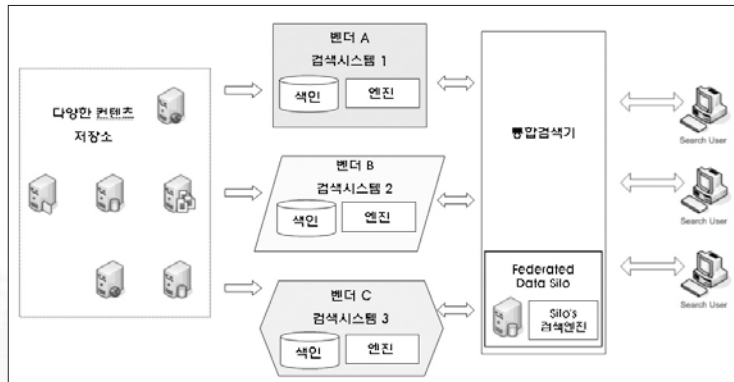 다양한 컨텐츠
저장소
벤더 A
검색시스템 1
색인
엔진
벤더 B
검색시스템 2
색인
엔진
벤더 C
검색시스템 3
색인
엔진
통합검색기
Federated
Data Silo
Silo's
검색엔진
Search User
Search User
Search User